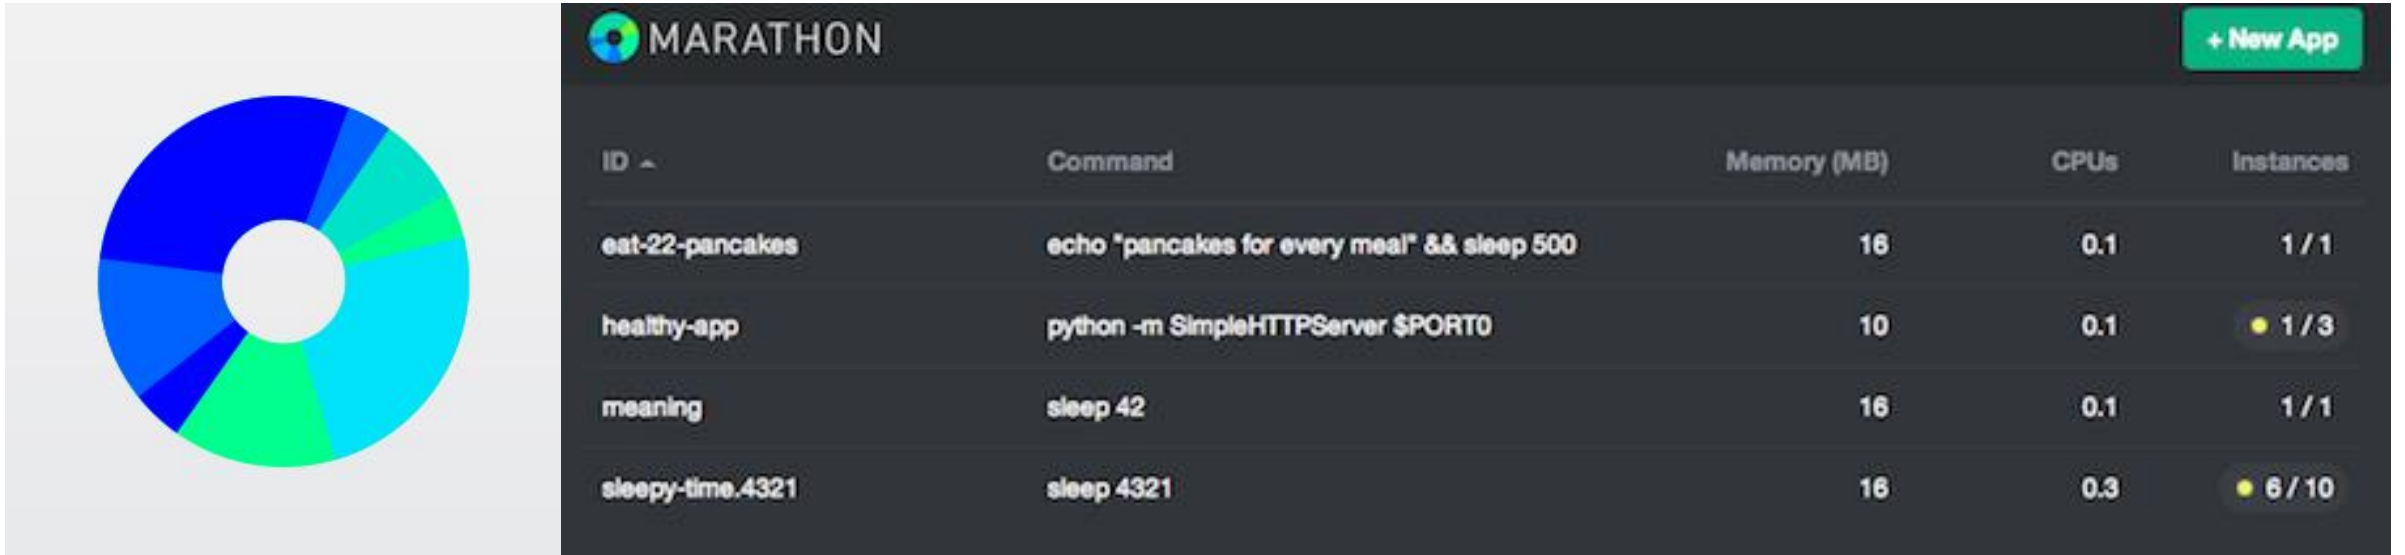 MARATHON
+ New App
ID Command Memory (MB) CPUs Instances
eat-22-pancakes echo "pancakes for every meal" && sleep 500 16 0.1 1 / 1
healthy-app python -m SimpleHTTPServer $PORT0 10 0.1 1 / 3
meaning sleep 42 16 0.1 1 / 1
sleepy-time.4321 sleep 4321 16 0.3 6 / 10